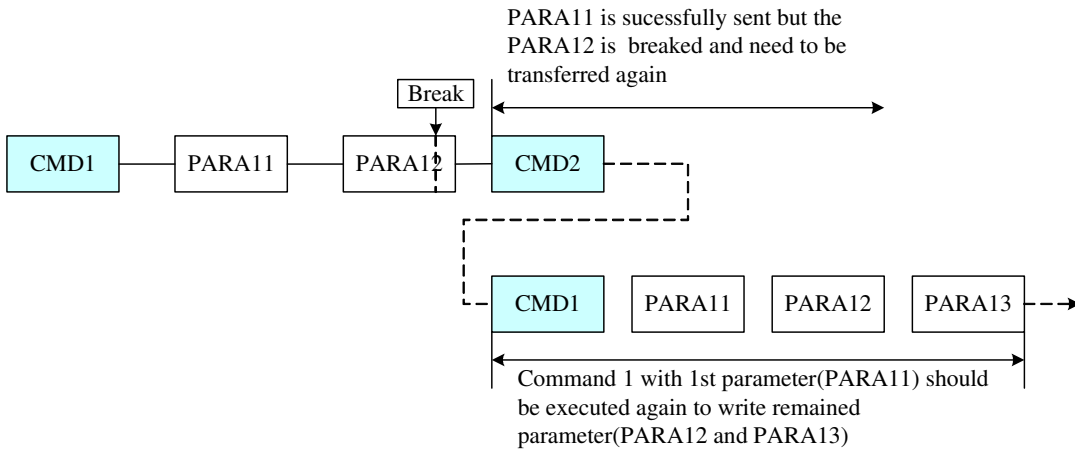 PARA11 is sucessfully sent but the
PARA12 is breaked and need to be
transferred again
Break
CMD1 PARA11 PARA12 CMD2
CMD1 PARA11 PARA12 PARA13
Command 1 with 1st parameter(PARA11) should
be executed again to write remained
parameter(PARA12 and PARA13)